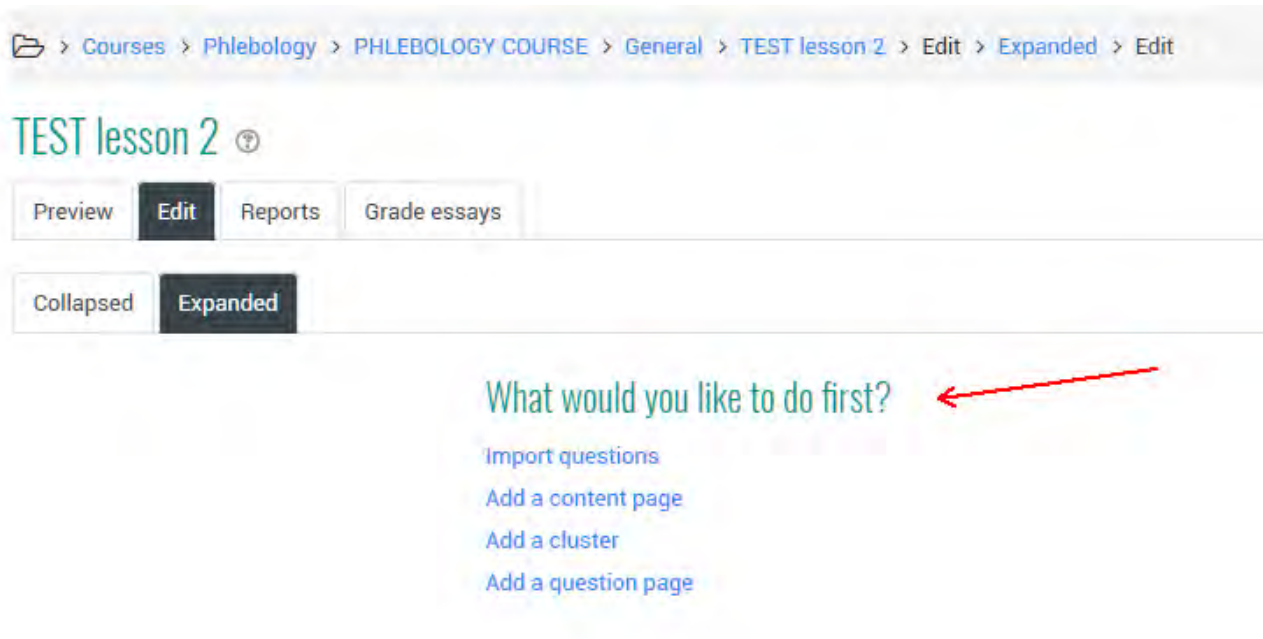 > Courses > Phlebology > PHLEBOLOGY COURSE > General > TEST lesson 2 > Edit > Expanded > Edit
TEST lesson 2
Preview Edit Reports Grade essays
Collapsed Expanded
What would you like to do first?
Import questions
Add a content page
Add a cluster
Add a question page